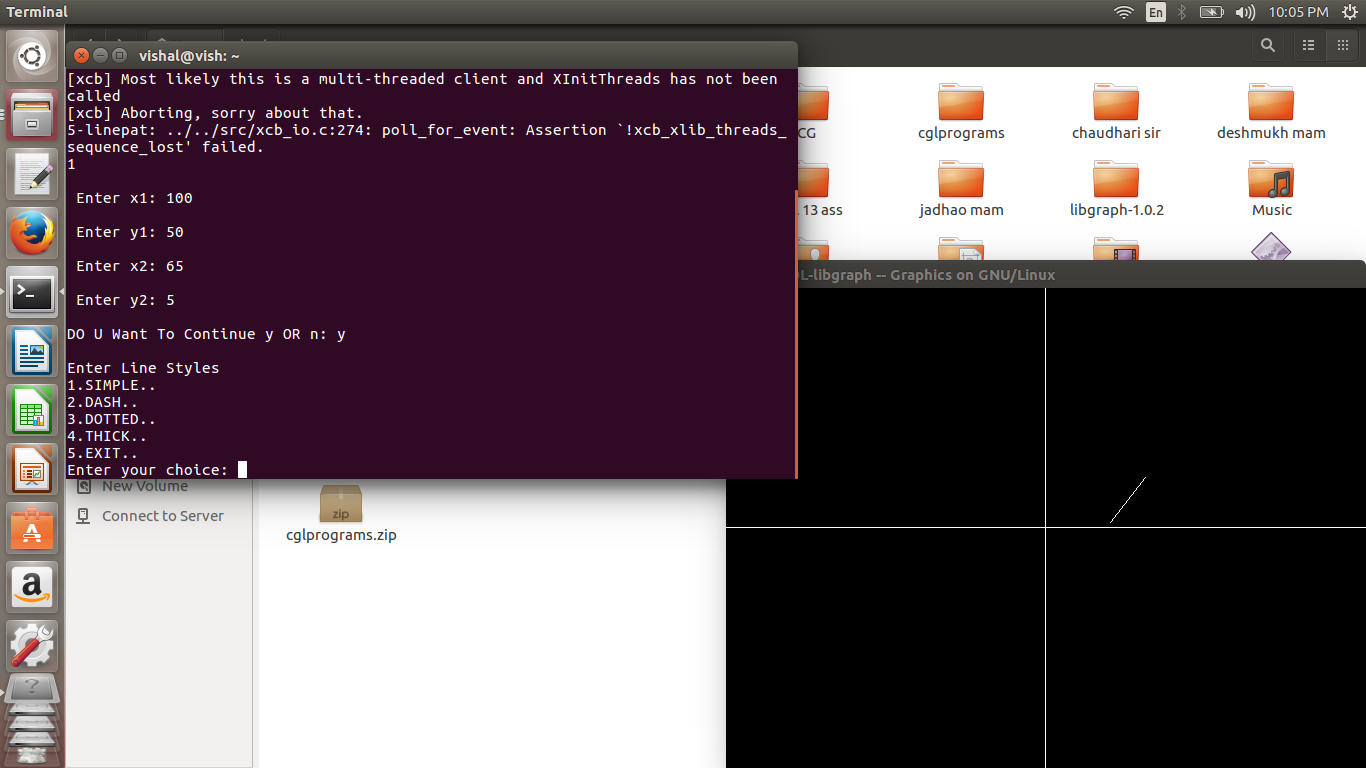 Terminal
En
10:05 PM
vishal@vish: ~
[xcb] Most likely this is a multi-threaded client and XInitThreads has not been
called
[xcb] Aborting, sorry about that.
5-linepat: ../../src/xcb_io.c:274: poll_for_event: Assertion `!xcb_xlib_threads_
sequence_lost' failed.
1
Enter x1: 100
Enter y1: 50
Enter x2: 65
Enter y2: 5
DO U Want To Continue y OR n: y
Enter Line Styles
1.SIMPLE..
2.DASH..
3.DOTTED..
4.THICK..
5.EXIT..
Enter your choice:
CG
cglprograms
chaudhari sir
deshmukh mam
13 ass
jadhao mam
libgraph-1.0.2
Music
-libgraph -- Graphics on GNU/Linux
New Volume
Connect to Server
zip
cglprograms.zip